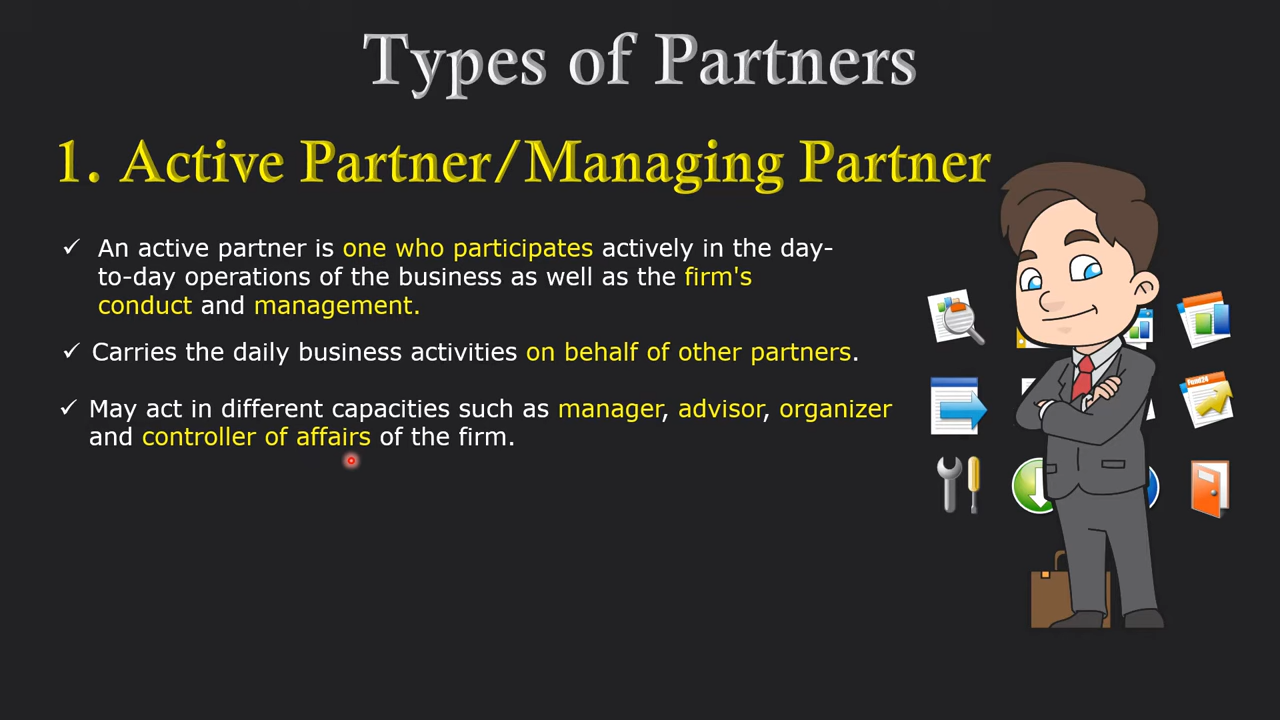 Types of Partners
1. Active Partner/Managing Partner
✓ An active partner is one who participates actively in the day-
to-day operations of the business as well as the firm's
conduct and management.
✓ Carries the daily business activities on behalf of other partners.
✓ May act in different capacities such as manager, advisor, organizer
and controller of affairs of the firm.
Fund24